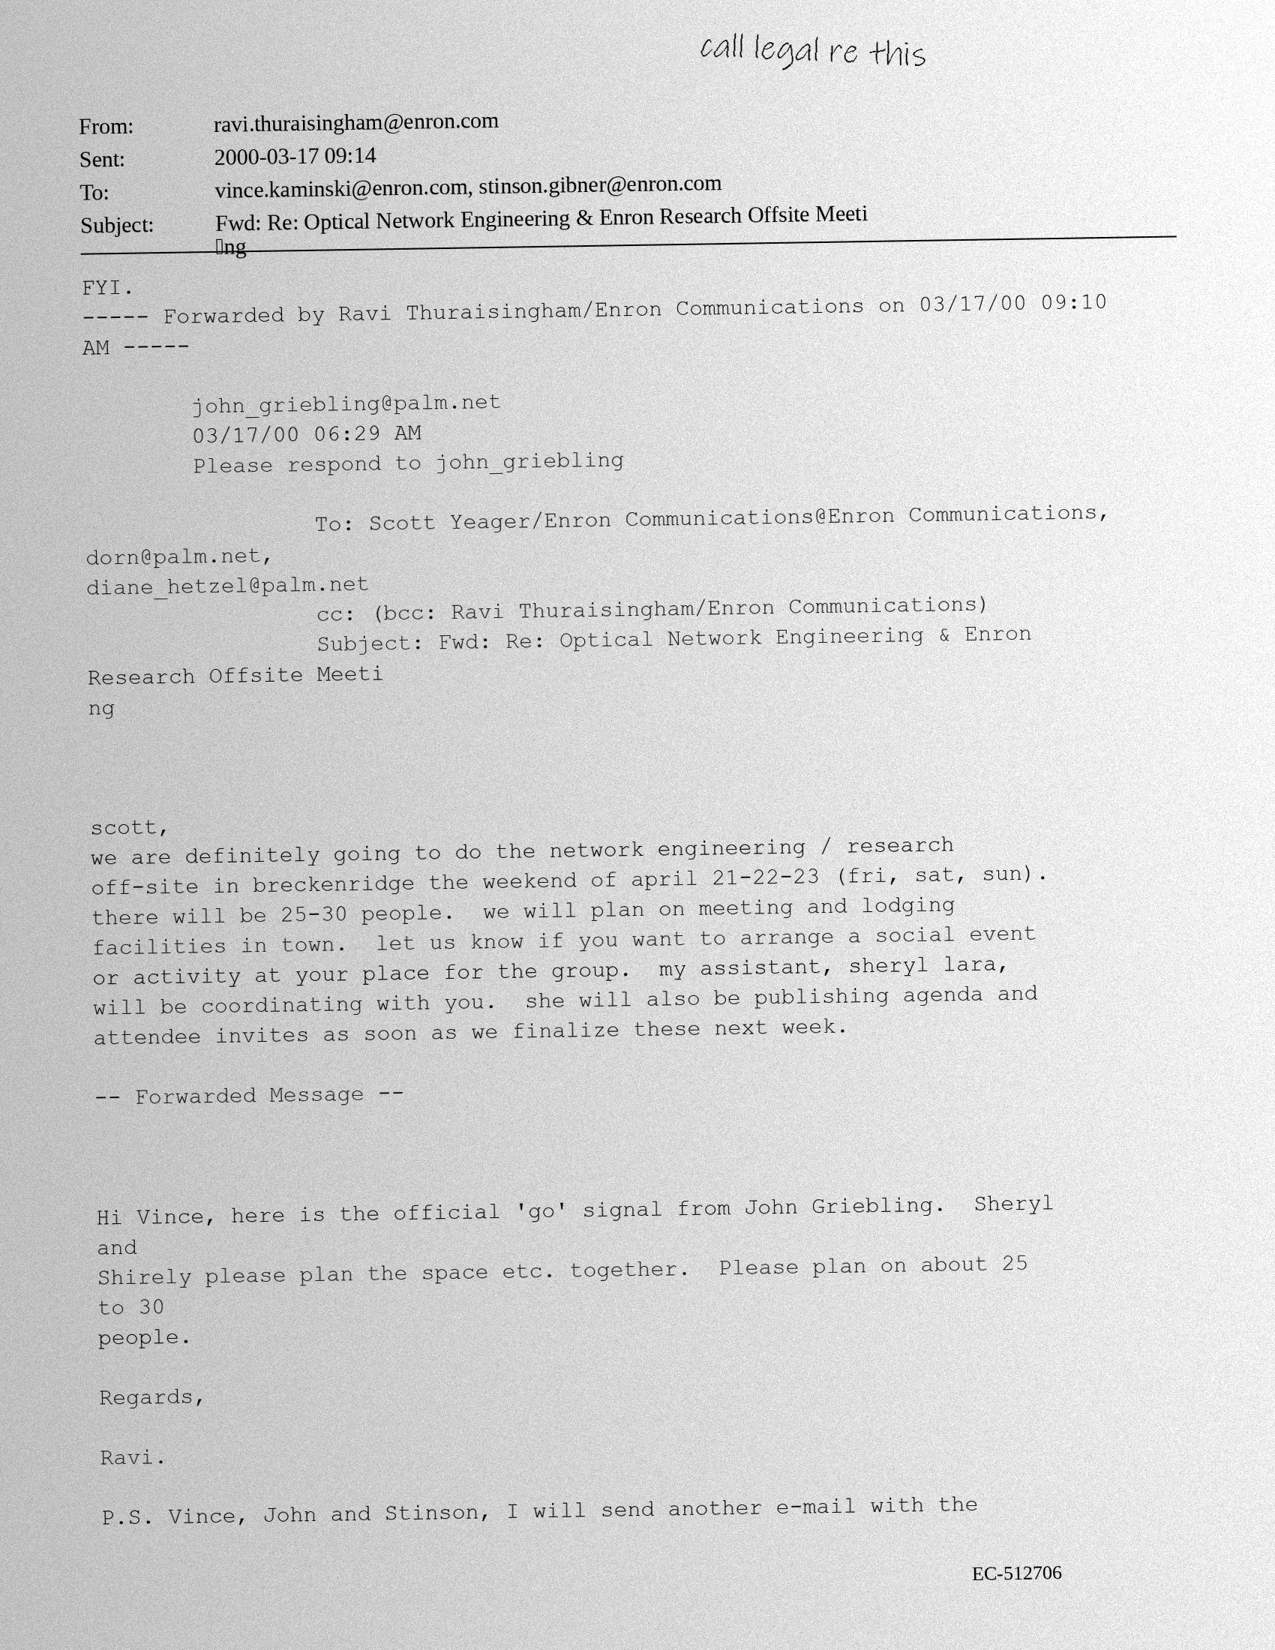 call legal re this
From: ravi.thuraisingham@enron.com
Sent: 2000-03-17 09:14
To: vince.kaminski@enron.com, stinson.gibner@enron.com
Subject: Fwd: Re: Optical Network Engineering & Enron Research Offsite Meeti
ng
FYI.
----- Forwarded by Ravi Thuraisingham/Enron Communications on 03/17/00 09:10
AM -----
john_griebling@palm.net
03/17/00 06:29 AM
Please respond to john_griebling
To: Scott Yeager/Enron Communications@Enron Communications,
dorn@palm.net,
diane_hetzel@palm.net
cc: (bcc: Ravi Thuraisingham/Enron Communications)
Subject: Fwd: Re: Optical Network Engineering & Enron
Research Offsite Meeti
ng
scott,
we are definitely going to do the network engineering / research
off-site in breckenridge the weekend of april 21-22-23 (fri, sat, sun).
there will be 25-30 people.  we will plan on meeting and lodging
facilities in town.  let us know if you want to arrange a social event
or activity at your place for the group.  my assistant, sheryl lara,
will be coordinating with you.  she will also be publishing agenda and
attendee invites as soon as we finalize these next week.
-- Forwarded Message --
Hi Vince, here is the official 'go' signal from John Griebling.  Sheryl
and
Shirely please plan the space etc. together.  Please plan on about 25
to 30
people.
Regards,
Ravi.
P.S. Vince, John and Stinson, I will send another e-mail with the
EC-512706